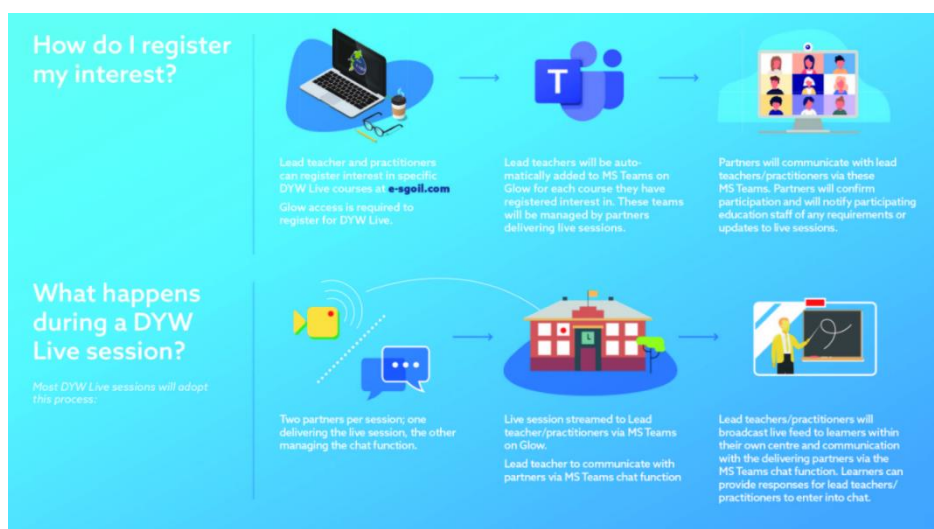 How do I register
my interest?
Lead teacher and practitioners
can register interest in specific
DYW Live courses at e-sgoil.com
Glow access is required to
register for DYW Live.
T
Lead teachers will be auto-
matically added to MS Teams on
Glow for each course they have
registered interest in. These teams
will be managed by partners
delivering live sessions.
Partners will communicate with lead
teachers/practitioners via these
MS Teams. Partners will confirm
participation and will notify participating
education staff of any requirements or
updates to live sessions.
What happens
during a DYW
Live session?
Most DYW Live sessions will adopt
this process:
Two partners per session; one
delivering the live session, the other
managing the chat function.
Live session streamed to Lead
teacher/practitioners via MS Teams
on Glow.
Lead teacher to communicate with
partners via MS Teams chat function
Lead teachers/practitioners will
broadcast live feed to learners within
their own centre and communication
with the delivering partners via the
MS Teams chat function. Learners can
provide responses for lead teachers/
practitioners to enter into chat.